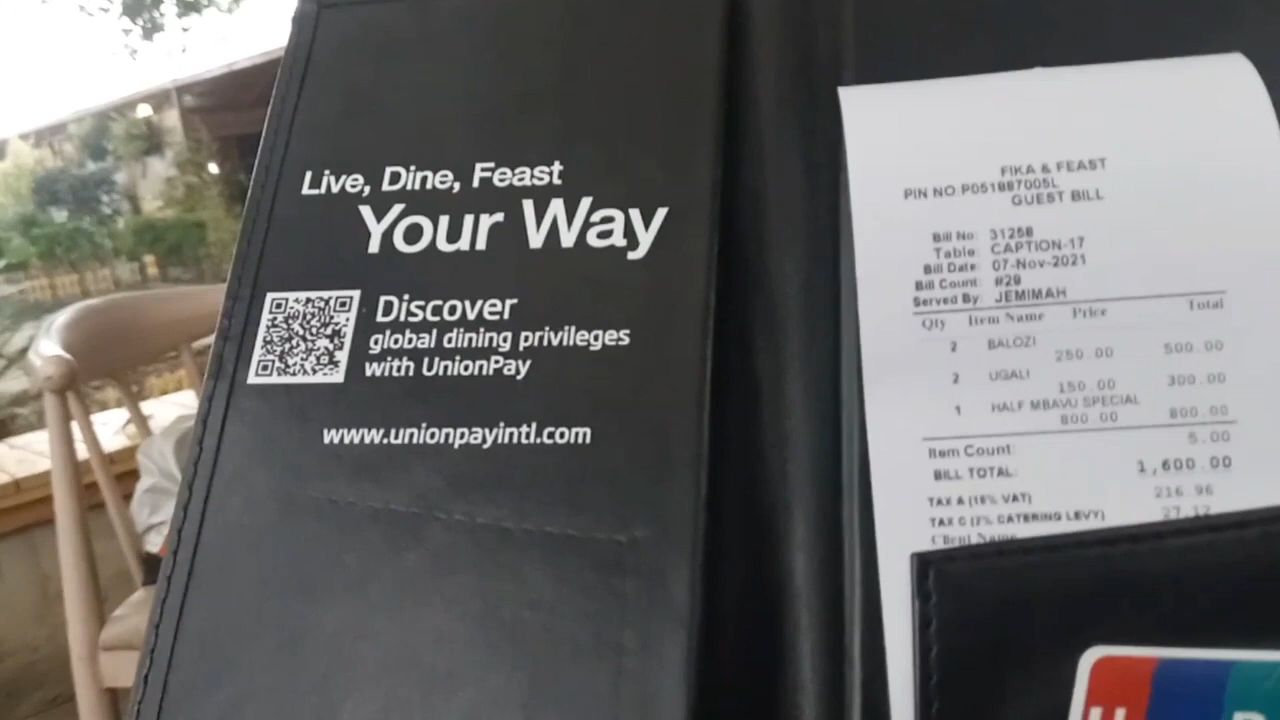 Live, Dine, Feast
Your Way
Discover
global dining privileges
with UnionPay
www.unionpayintl.com
FIKA & FEAST
PIN NO.P051887005L
GUEST BILL
Bill No: 31258
Table: CAPTION-17
Bill Date: 07-Nov-2021
Bill Count: #20
Served By: JEMIMAH
Qty Item Name Price Total
2 BALOZI
250.00 500.00
2 UGALI
150.00 300.00
1 HALF MBAVU SPECIAL
800.00 800.00
Item Count: 5.00
BILL TOTAL: 1,600.00
TAX A (16% VAT) 216.96
TAX C (2% CATERING LEVY) 27.12
Client Name